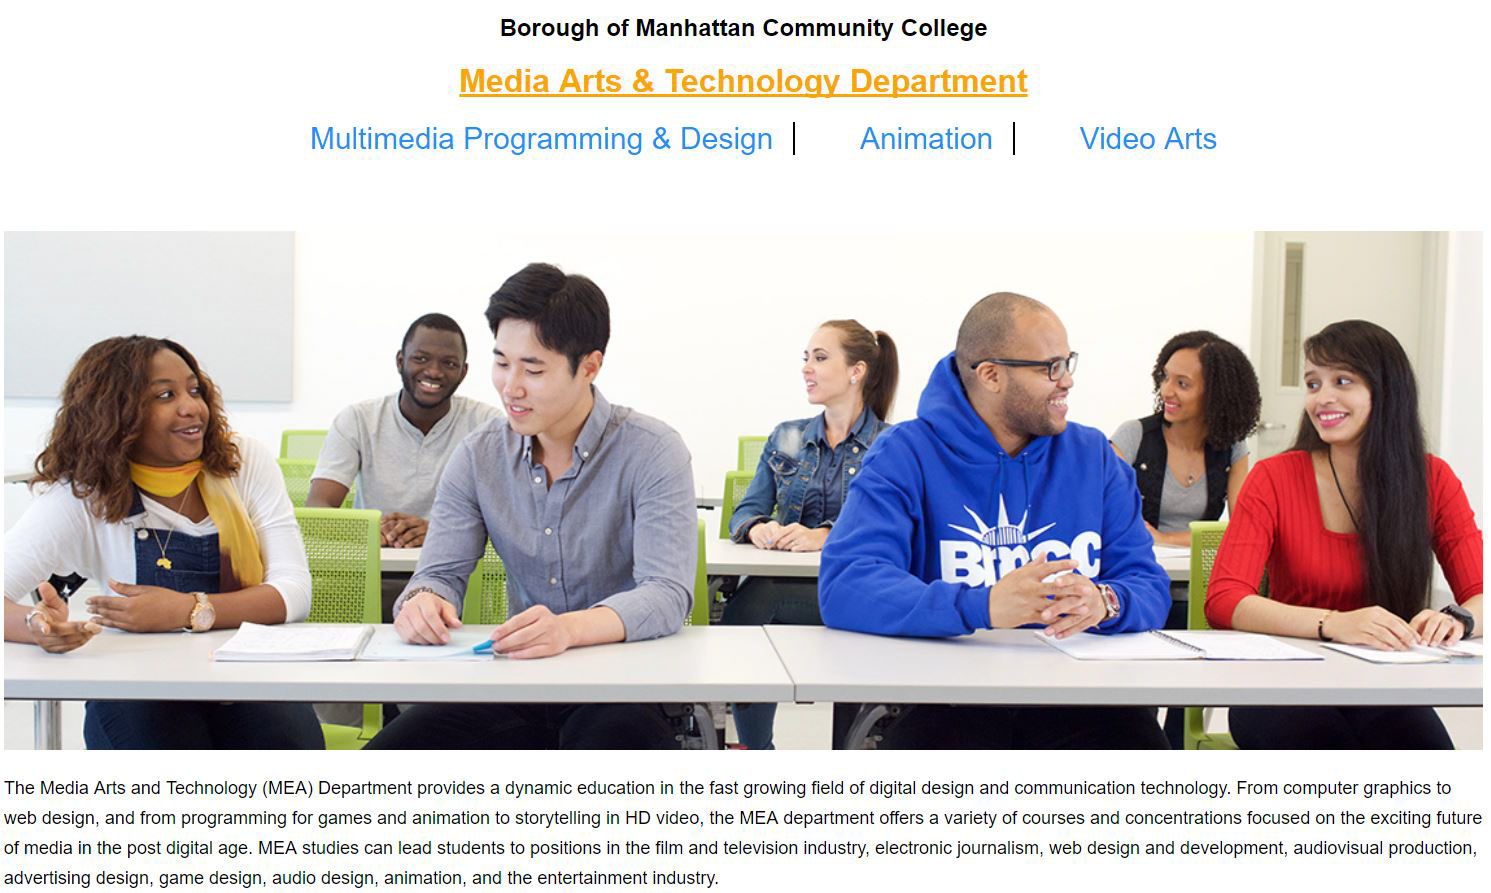 Borough of Manhattan Community College
Media Arts & Technology Department
Multimedia Programming & Design | Animation | Video Arts
BMCC
The Media Arts and Technology (MEA) Department provides a dynamic education in the fast growing field of digital design and communication technology. From computer graphics to
web design, and from programming for games and animation to storytelling in HD video, the MEA department offers a variety of courses and concentrations focused on the exciting future
of media in the post digital age. MEA studies can lead students to positions in the film and television industry, electronic journalism, web design and development, audiovisual production,
advertising design, game design, audio design, animation, and the entertainment industry.